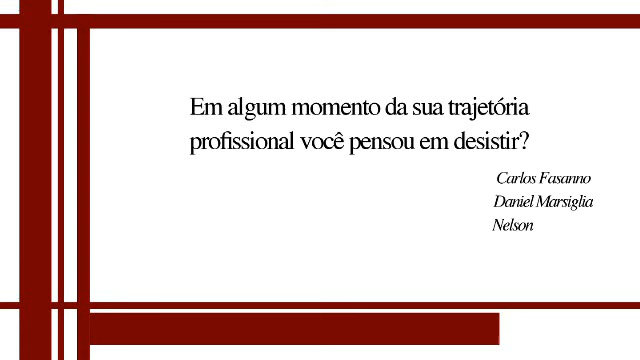 Em algum momento da sua trajetória
profissional você pensou em desistir?
Carlos Fasanno
Daniel Marsiglia
Nelson